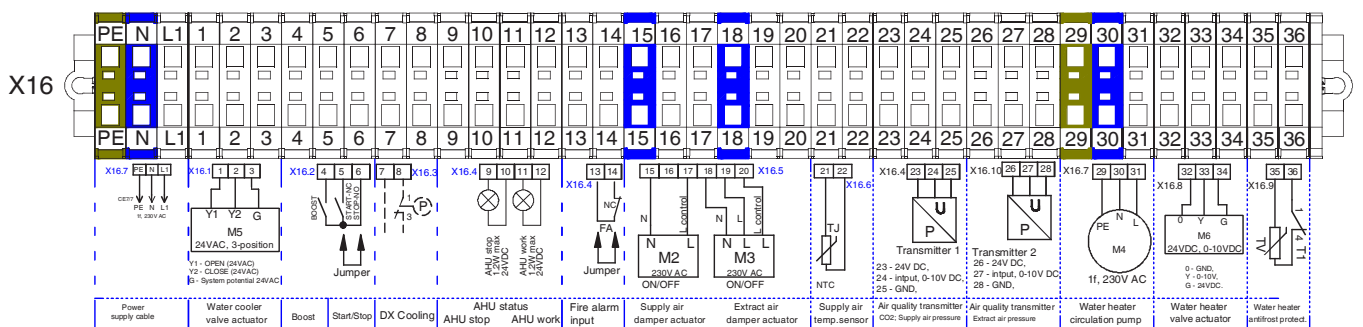 PE N L1 1 2 3 4 5 6 7 8 9 10 11 12 13 14 15 16 17 18 19 20 21 22 23 24 25 26 27 28 29 30 31 32 33 34 35 36
X16
PE N L1 1 2 3 4 5 6 7 8 9 10 11 12 13 14 15 16 17 18 19 20 21 22 23 24 25 26 27 28 29 30 31 32 33 34 35 36
X16.7 PE N L1
CE7/7
PE N L1
1f, 230V AC
Power
supply cable
X16.1 1 2 3
Y1 Y2 G
M5
24VAC, 3-position
Y1 - OPEN (24VAC)
Y2 - CLOSE (24VAC)
G - System potential 24VAC
Water cooler
valve actuator
X16.2 4 5 6
BOOST
START-NC
STOP-NO
Jumper
Boost
Start/Stop
7 8 X16.3
1
3
P
DX Cooling
X16.4 9 10 11 12
AHU stop
1.2W max
24VDC
AHU work
1.2W max
24VDC
AHU status
AHU stop AHU work
13 14
X16.4
NC
FA
Jumper
Fire alarm
input
15 16 17 18 19 20 X16.5
N L control
N L
M2
230V AC
ON/OFF
Supply air
damper actuator
N L L control
N L L
M3
230V AC
ON/OFF
Extract air
damper actuator
21 22
X16.6
TJ
NTC
Supply air
temp.sensor
X16.4 23 24 25
U
P
Transmitter 1
23 - 24V DC,
24 - intput, 0-10V DC,
25 - GND,
Air quality transmitter
CO2; Supply air pressure
X16.10 26 27 28
U
P
Transmitter 2
26 - 24V DC,
27 - intput, 0-10V DC
28 - GND,
Air quality transmitter
Extract air pressure
X16.7 29 30 31
PE N L
M4
1f, 230V AC
Water heater
circulation pump
32 33 34
X16.8
0 Y G
M6
24VDC, 0-10VDC
0 - GND,
Y - 0-10V,
G - 24VDC.
Water heater
valve actuator
35 36
X16.9
TV
1
4
T1
Water heater
antifrost protect.